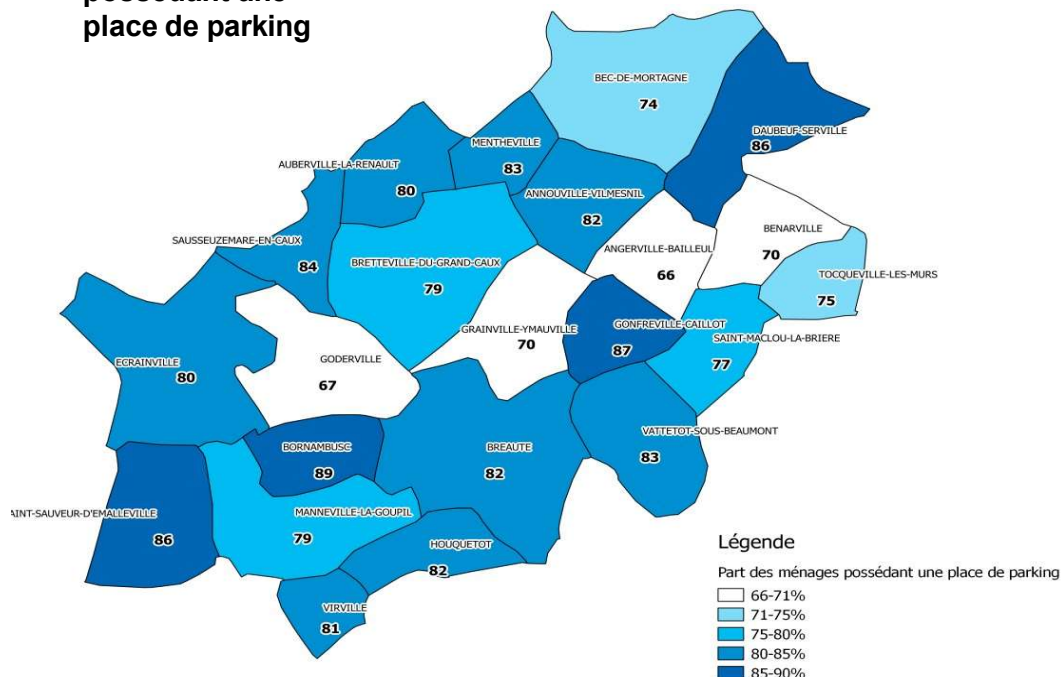 possédant une
place de parking
BEC-DE-MORTAGNE
74
DAUBEUF-SERVILLE
86
MENTHEVILLE
83
AUBERVILLE-LA-RENAULT
80
ANNOUVILLE-VILMESNIL
82
BENARVILLE
70
SAUSSEUZEMARE-EN-CAUX
84
ANGERVILLE-BAILLEUL
66
BRETTEVILLE-DU-GRAND-CAUX
79
TOCQUEVILLE-LES-MURS
75
GRAINVILLE-YMAUVILLE
70
GONFREVILLE-CAILLOT
87
SAINT-MACLOU-LA-BRIERE
77
ECRAINVILLE
80
GODERVILLE
67
VATTETOT-SOUS-BEAUMONT
83
BORNAMBUSC
89
BREAUTE
82
AINT-SAUVEUR-D'EMALLEVILLE
86
MANNEVILLE-LA-GOUPIL
79
HOUQUETOT
82
VIRVILLE
81
Légende
Part des ménages possédant une place de parking
66-71%
71-75%
75-80%
80-85%
85-90%